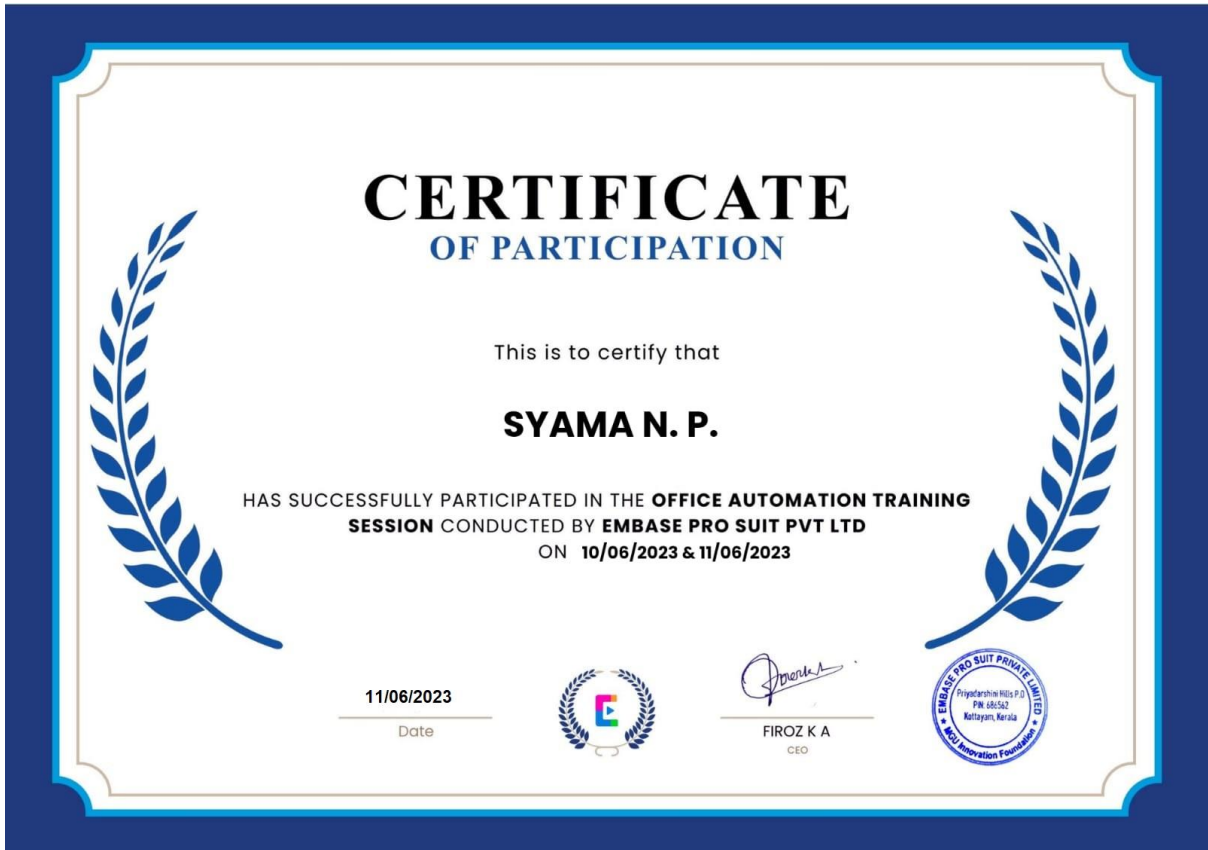 CERTIFICATE
OF PARTICIPATION
This is to certify that
SYAMA N. P.
HAS SUCCESSFULLY PARTICIPATED IN THE OFFICE AUTOMATION TRAINING
SESSION CONDUCTED BY EMBASE PRO SUIT PVT LTD
ON 10/06/2023 & 11/06/2023
11/06/2023
Date
FIROZ K A
CEO
EMBASE PRO SUIT PRIVATE LIMITED
Priyadarshini Hills P.O
PIN: 686562
Kottayam, Kerala
MGU Innovation Foundation